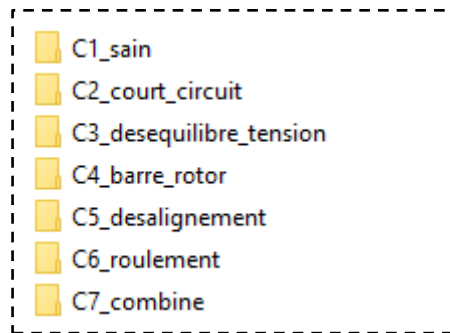 C1_sain
C2_court_circuit
C3_desequilibre_tension
C4_barre_rotor
C5_desalignement
C6_roulement
C7_combine